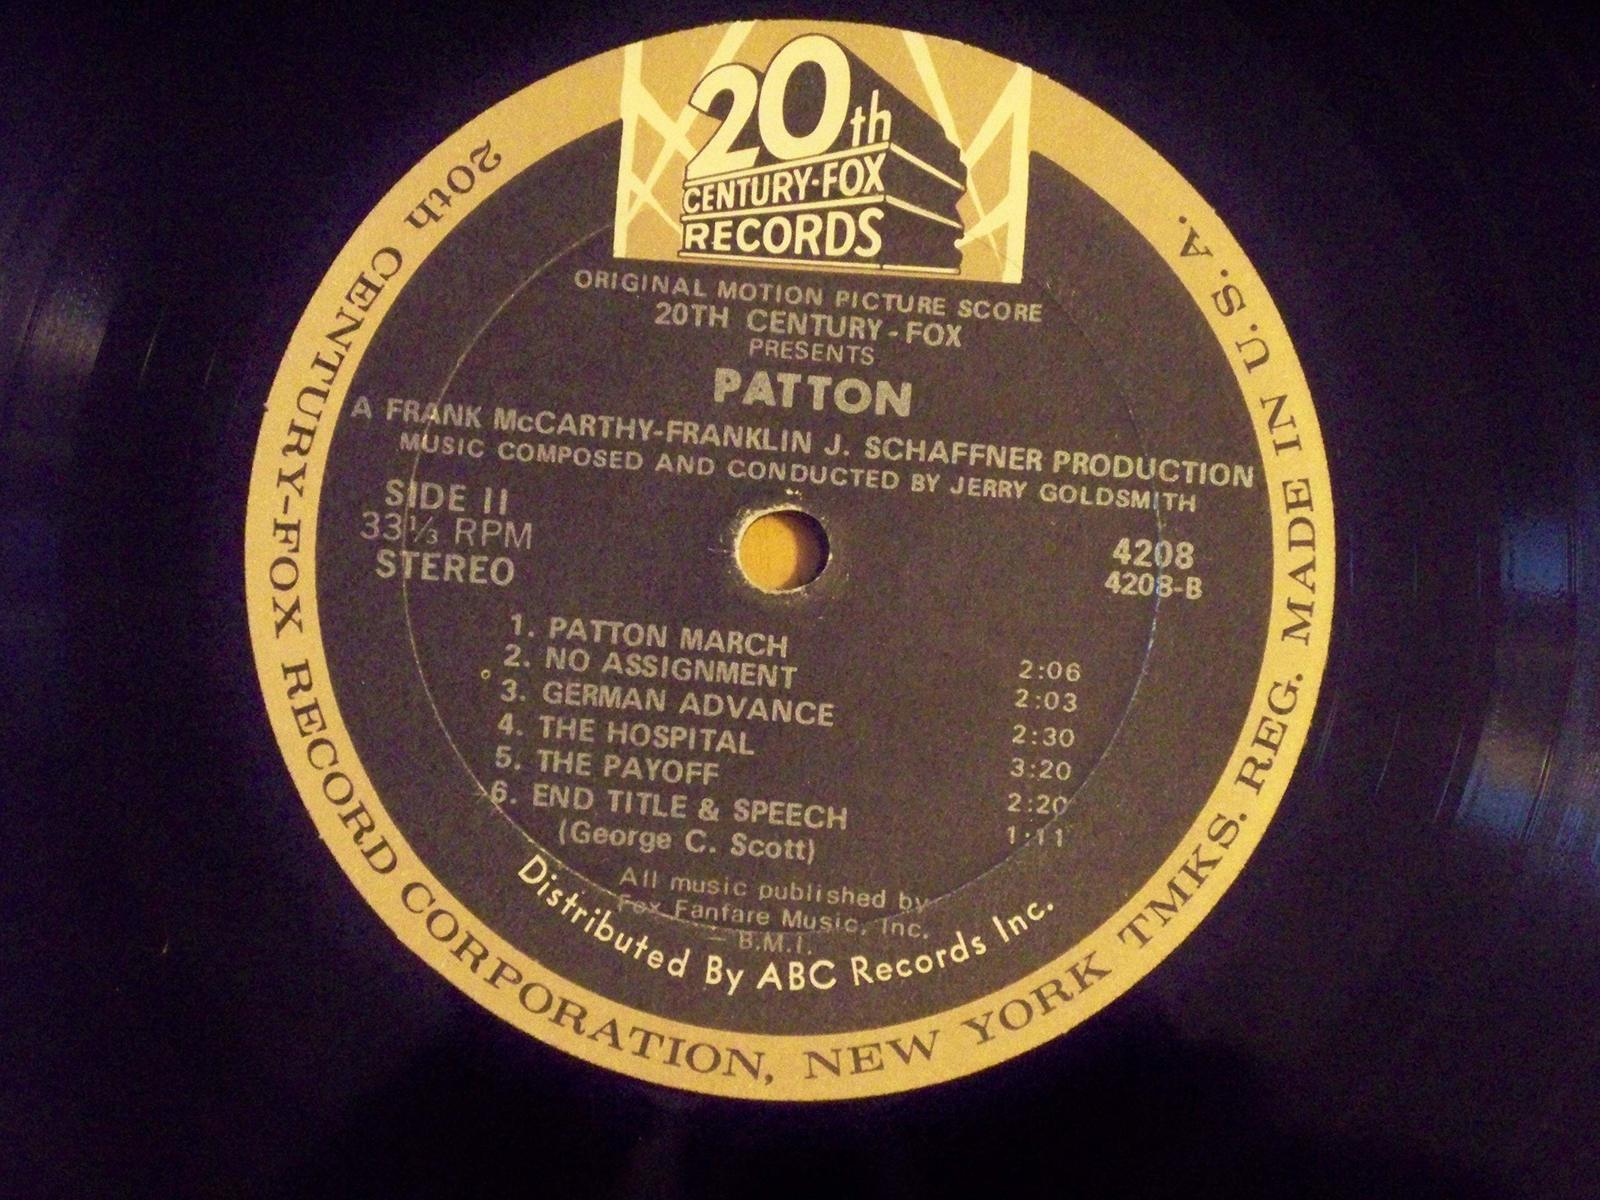 20th
CENTURY-FOX
RECORDS
ORIGINAL MOTION PICTURE SCORE
20TH CENTURY-FOX
PRESENTS
PATTON
A FRANK McCARTHY-FRANKLIN J. SCHAFFNER PRODUCTION
MUSIC COMPOSED AND CONDUCTED BY JERRY GOLDSMITH
SIDE II
33⅓ RPM
STEREO
4208
4208-B
1. PATTON MARCH 2:06
2. NO ASSIGNMENT 2:03
3. GERMAN ADVANCE 2:30
4. THE HOSPITAL 3:20
5. THE PAYOFF 2:20
6. END TITLE & SPEECH 1:11
(George C. Scott)
All music published by
Fox Fanfare Music, Inc.
— B.M.I.
Distributed By ABC Records Inc.
20th CENTURY-FOX RECORD CORPORATION, NEW YORK TMKS. REG. MADE IN U.S.A.